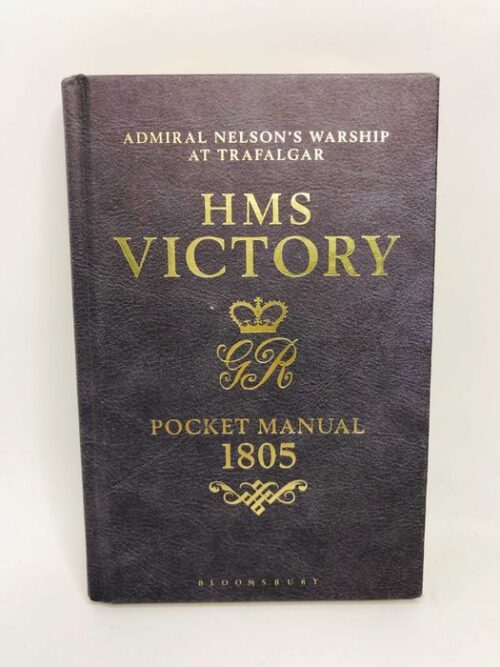 ADMIRAL NELSON'S WARSHIP
AT TRAFALGAR
HMS
VICTORY
GR
POCKET MANUAL
1805
BLOOMSBURY